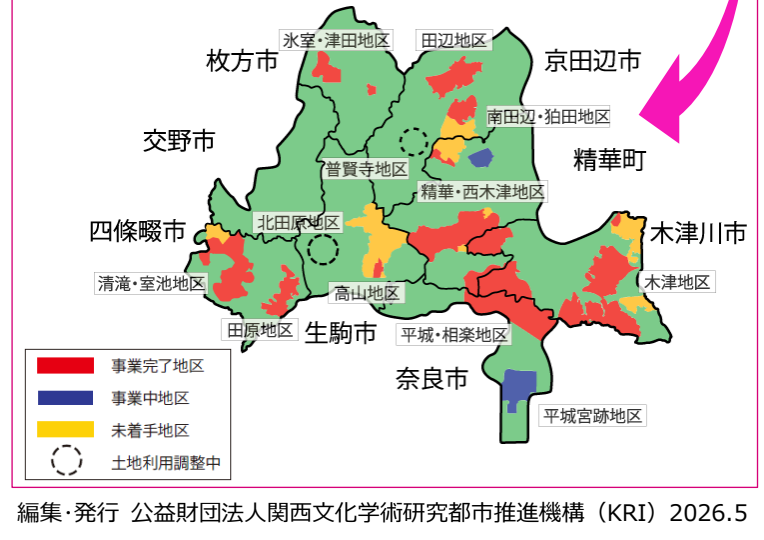 氷室・津田地区
田辺地区
枚方市
京田辺市
南田辺・狛田地区
交野市
普賢寺地区
精華町
精華・西木津地区
北田原地区
四條畷市
木津川市
清滝・室池地区
高山地区
木津地区
田原地区
生駒市
平城・相楽地区
奈良市
平城宮跡地区
事業完了地区
事業中地区
未着手地区
土地利用調整中
編集・発行 公益財団法人関西文化学術研究都市推進機構（KRI）2026.5